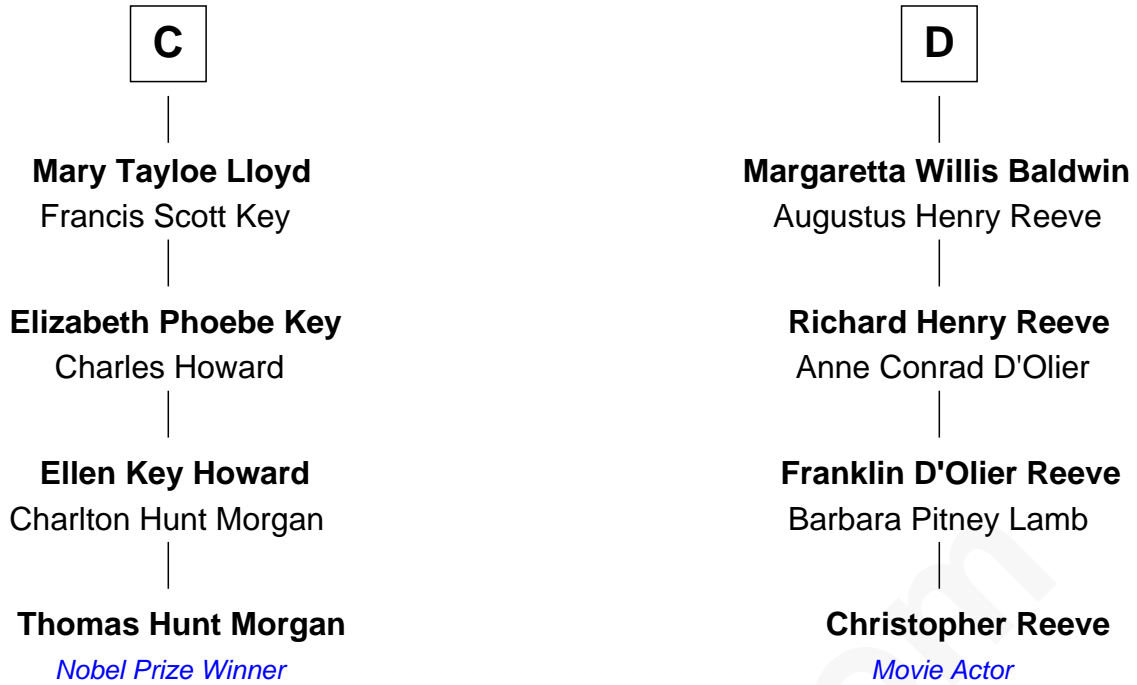 C
Mary Tayloe Lloyd
Francis Scott Key
Elizabeth Phoebe Key
Charles Howard
Ellen Key Howard
Charlton Hunt Morgan
Thomas Hunt Morgan
Nobel Prize Winner
D
Margaretta Willis Baldwin
Augustus Henry Reeve
Richard Henry Reeve
Anne Conrad D'Olier
Franklin D'Olier Reeve
Barbara Pitney Lamb
Christopher Reeve
Movie Actor